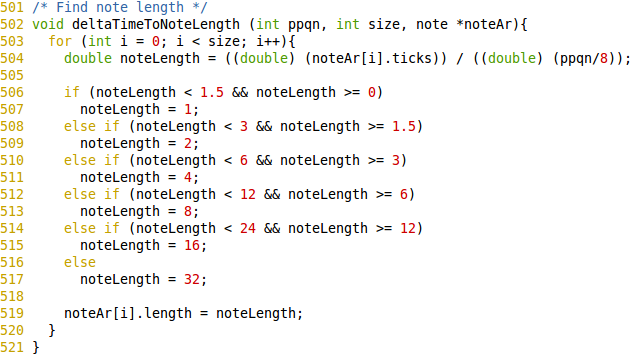 501 /* Find note length */
502 void deltaTimeToNoteLength (int ppqn, int size, note *noteAr){
503   for (int i = 0; i < size; i++){
504     double noteLength = ((double) (noteAr[i].ticks)) / ((double) (ppqn/8));
505
506     if (noteLength < 1.5 && noteLength >= 0)
507       noteLength = 1;
508     else if (noteLength < 3 && noteLength >= 1.5)
509       noteLength = 2;
510     else if (noteLength < 6 && noteLength >= 3)
511       noteLength = 4;
512     else if (noteLength < 12 && noteLength >= 6)
513       noteLength = 8;
514     else if (noteLength < 24 && noteLength >= 12)
515       noteLength = 16;
516     else
517       noteLength = 32;
518
519     noteAr[i].length = noteLength;
520   }
521 }